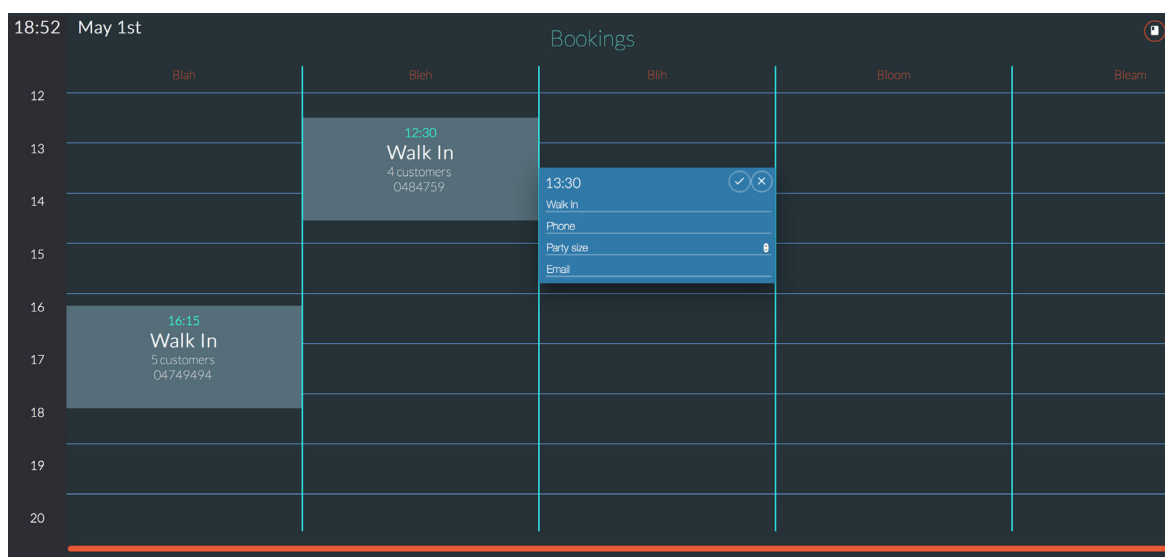 18:52 May 1st
Bookings
Blah Bleh Blih Bloom Bleam
12
13
14
15
16
17
18
19
20
12:30
Walk In
4 customers
0484759
13:30
Walk In
Phone
Party size
Email
16:15
Walk In
5 customers
04749494